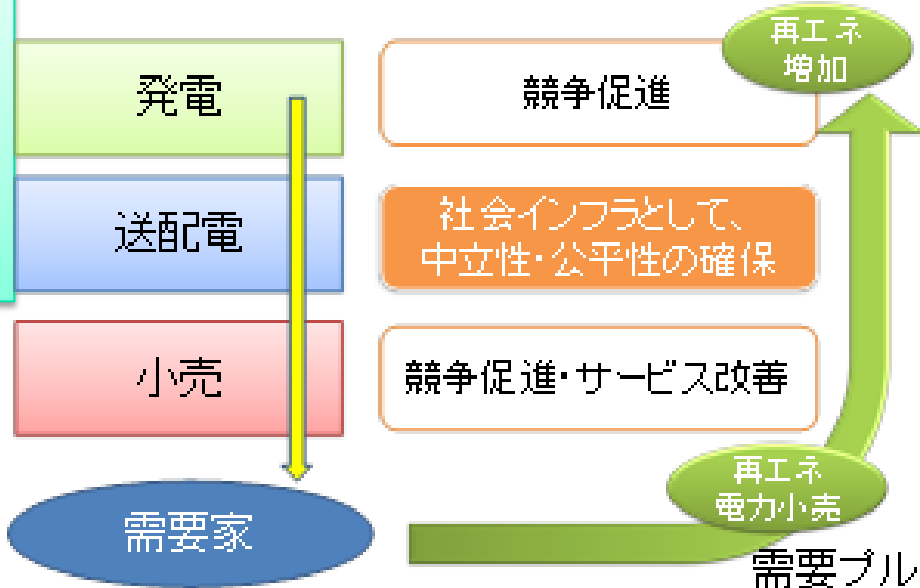 再エネ
増加
発電
競争促進
送配電
社会インフラとして、
中立性・公平性の確保
小売
競争促進・サービス改善
再エネ
電力小売
需要家
需要プル